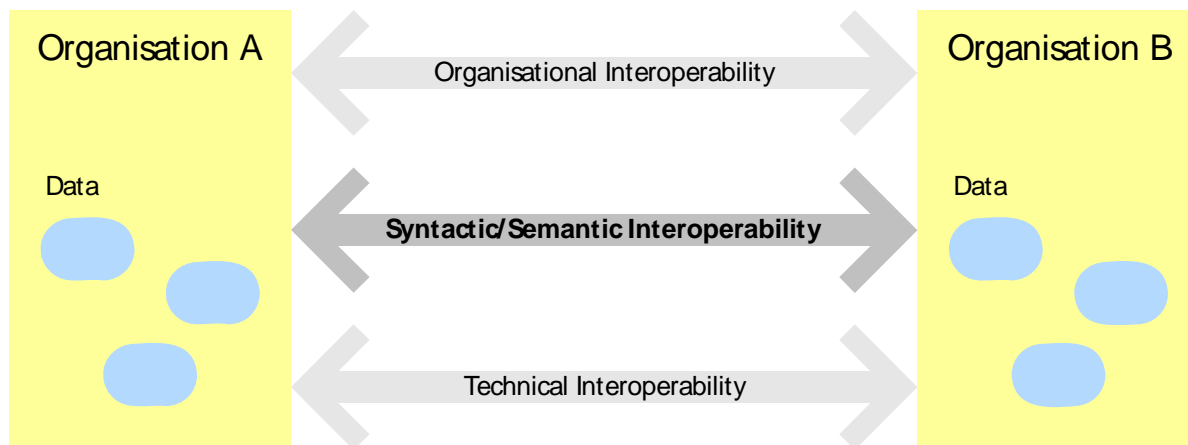 Organisation A
Organisational Interoperability
Organisation B
Data
Syntactic/Semantic Interoperability
Data
Technical Interoperability